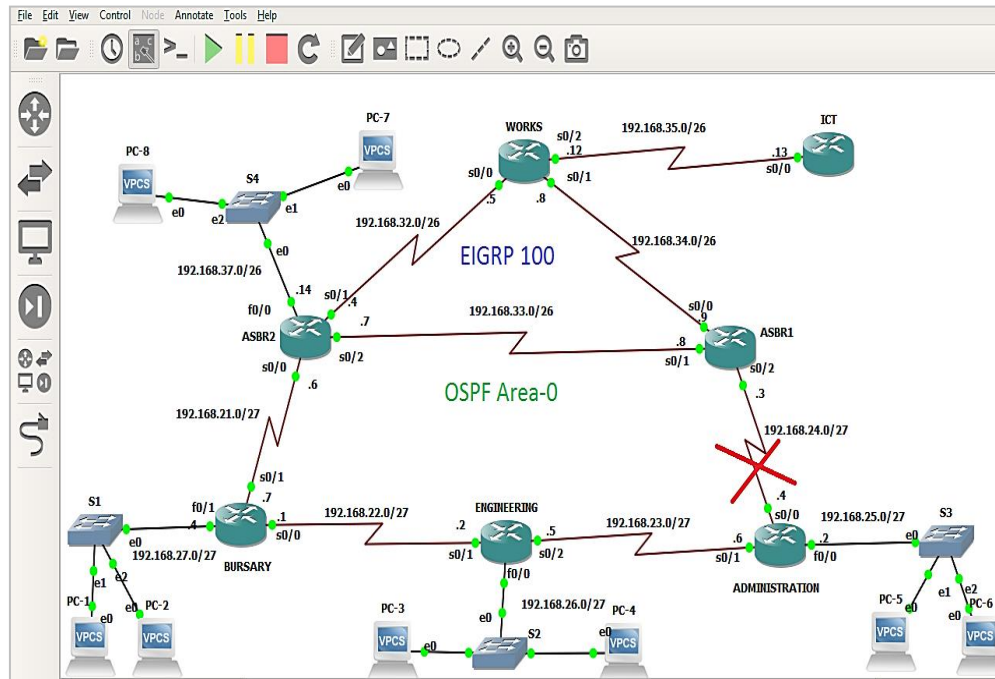 File Edit View Control Node Annotate Tools Help
WORKS
ICT
PC-7
PC-8
VPCS
VPCS
S4
e0
e0
e1
e2
e0
s0/2
.12
192.168.35.0/26
.13
s0/0
s0/0
s0/1
.5
.8
192.168.32.0/26
192.168.34.0/26
EIGRP 100
192.168.37.0/26
.14
f0/0
s0/1
.4
.7
192.168.33.0/26
s0/0
.9
ASBR2
ASBR1
s0/2
.8
s0/1
s0/2
s0/0
.6
.3
OSPF Area-0
192.168.21.0/27
192.168.24.0/27
s0/1
.7
.4
s0/0
S1
f0/1
.4
.1
s0/0
192.168.22.0/27
ENGINEERING
.2
s0/1
.5
s0/2
192.168.23.0/27
.6
s0/1
192.168.25.0/27
.2
f0/0
S3
e0
e0
192.168.27.0/27
BURSARY
ADMINISTRATION
e1
e2
f0/0
e1
e2
PC-1
e0
PC-2
e0
PC-3
e0
192.168.26.0/27
PC-4
PC-5
e0
e0
PC-6
VPCS
VPCS
VPCS
e0
S2
e0
VPCS
VPCS
VPCS